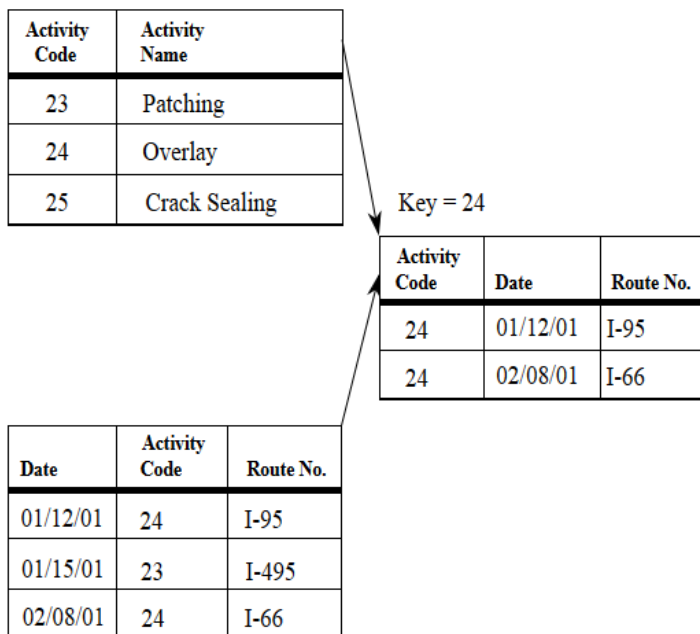 Activity Code Activity Name
23 Patching
24 Overlay
25 Crack Sealing
Key = 24
Activity Code Date Route No.
24 01/12/01 I-95
24 02/08/01 I-66
Date Activity Code Route No.
01/12/01 24 I-95
01/15/01 23 I-495
02/08/01 24 I-66